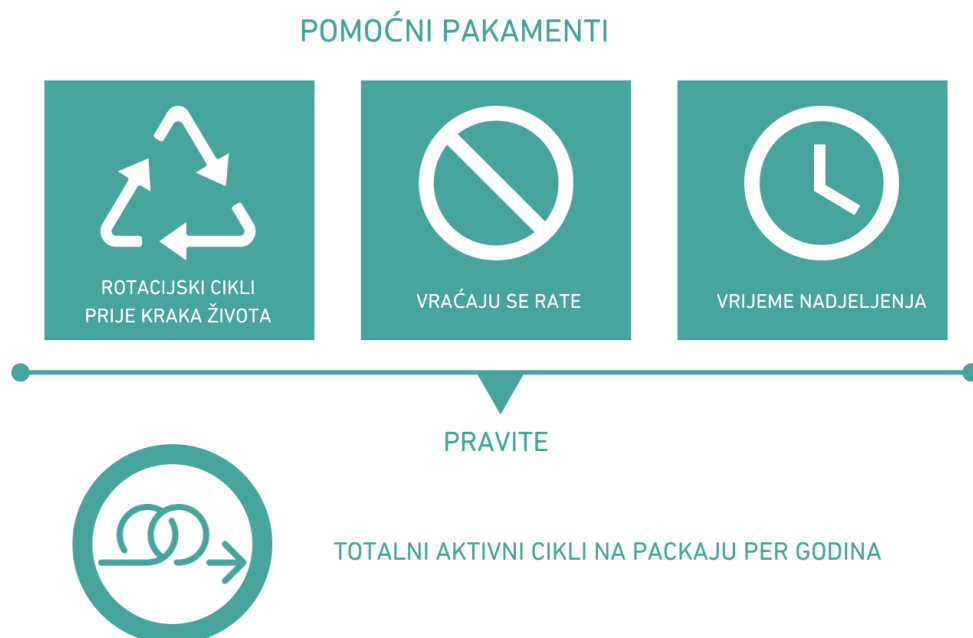 POMOĆNI PAKAMENTI
ROTACIJSKI CIKLI
PRIJE KRAKA ŽIVOTA
VRAĆAJU SE RATE
VRIJEME NADJELJENJA
PRAVITE
TOTALNI AKTIVNI CIKLI NA PACKAJU PER GODINA